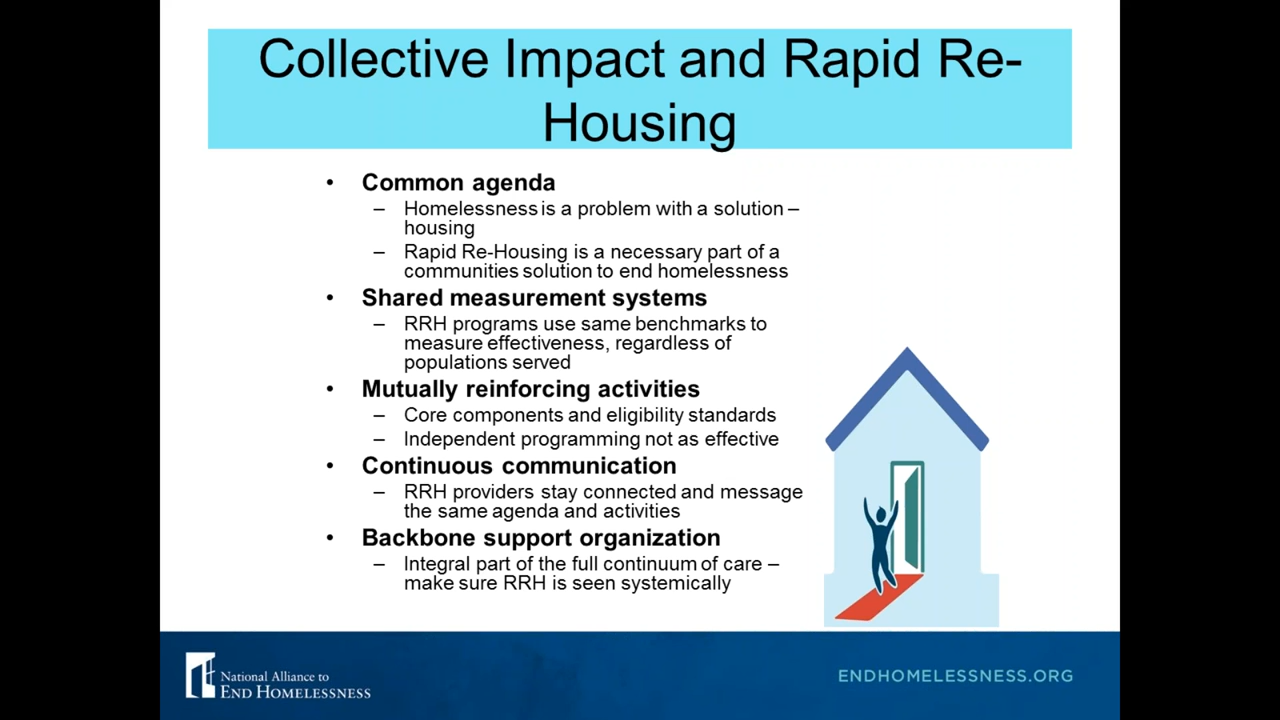 Collective Impact and Rapid Re-
Housing
• Common agenda
– Homelessness is a problem with a solution –
housing
– Rapid Re-Housing is a necessary part of a
communities solution to end homelessness
• Shared measurement systems
– RRH programs use same benchmarks to
measure effectiveness, regardless of
populations served
• Mutually reinforcing activities
– Core components and eligibility standards
– Independent programming not as effective
• Continuous communication
– RRH providers stay connected and message
the same agenda and activities
• Backbone support organization
– Integral part of the full continuum of care –
make sure RRH is seen systemically
National Alliance to
END HOMELESSNESS
ENDHOMELESSNESS.ORG